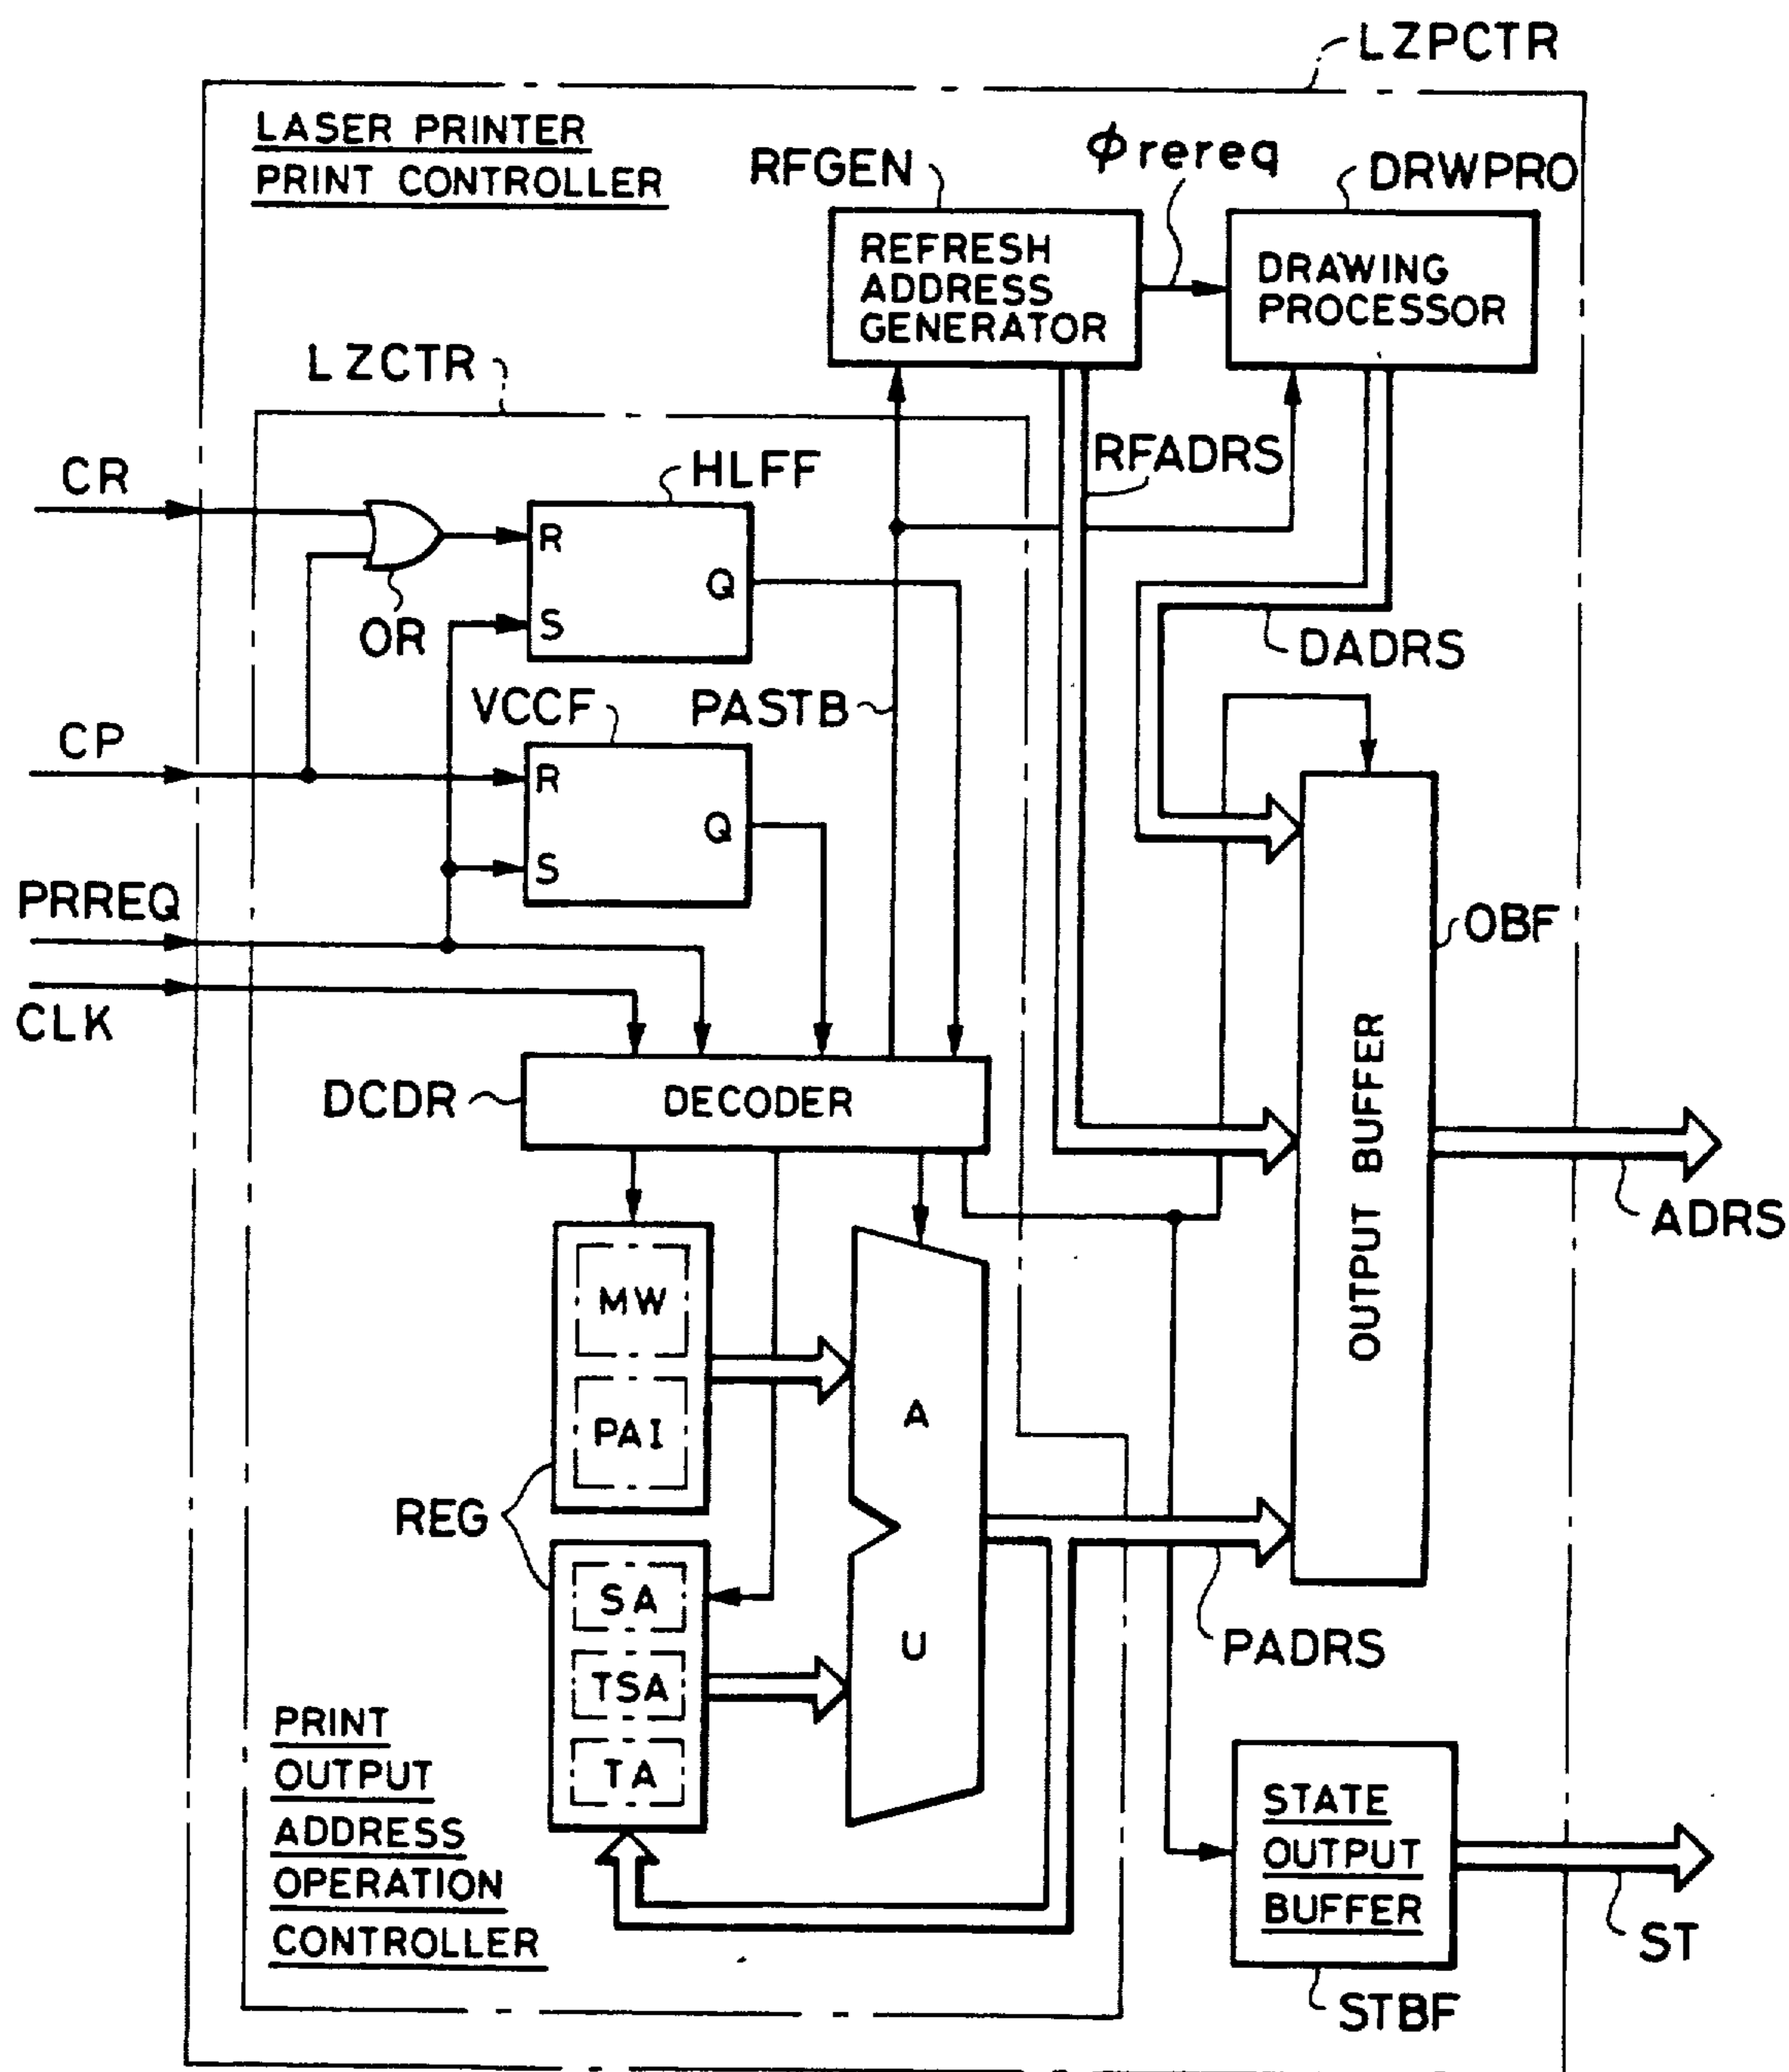 LZPCTR
LASER PRINTER
PRINT CONTROLLER
RFGEN
ϕrereq
DRWPRO
REFRESH
ADDRESS
GENERATOR
DRAWING
PROCESSOR
LZCTR
RFADRS
CR
HLFF
R
Q
S
OR
DADRS
VCCF
PASTB
CP
R
Q
S
PRREQ
CLK
OBF
DCDR
DECODER
OUTPUT BUFFER
ADRS
MW
PAI
A
U
REG
SA
TSA
TA
PADRS
PRINT
OUTPUT
ADDRESS
OPERATION
CONTROLLER
STATE
OUTPUT
BUFFER
ST
STBF